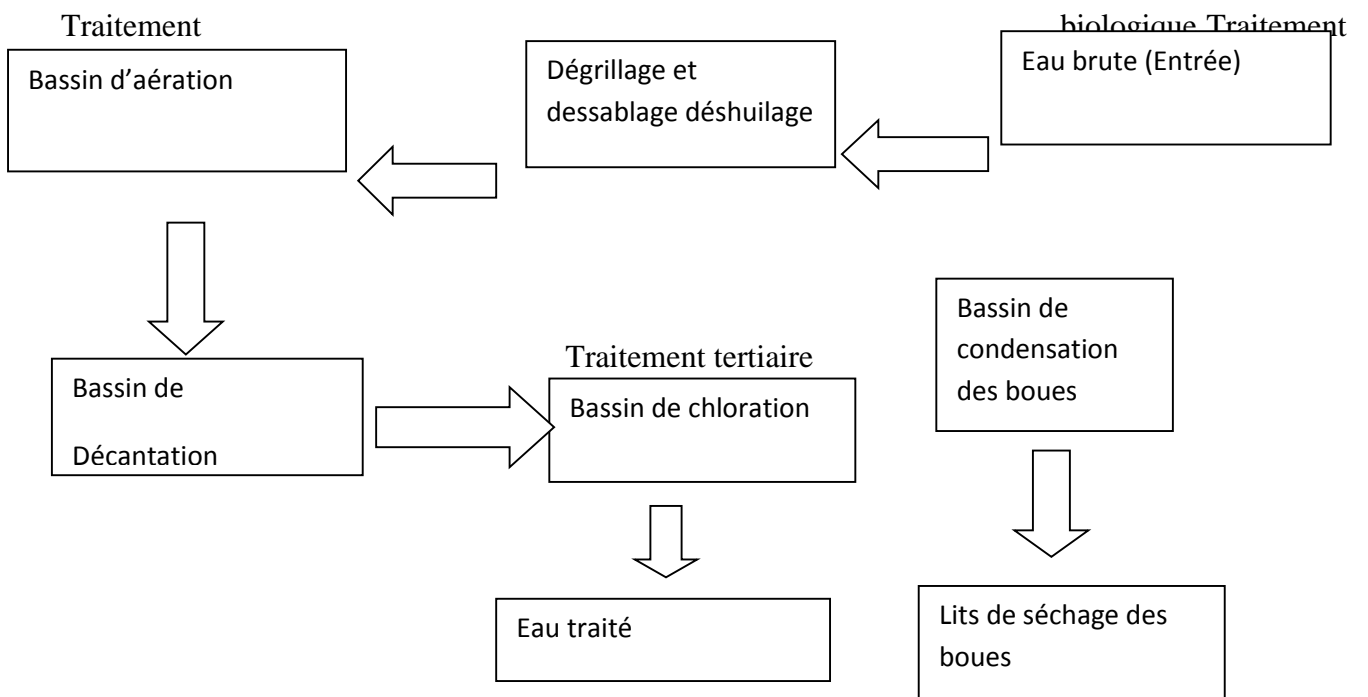 Traitement
biologique Traitement
Bassin d’aération
Dégrillage et
dessablage déshuilage
Eau brute (Entrée)
Bassin de
condensation
des boues
Bassin de
Décantation
Traitement tertiaire
Bassin de chloration
Eau traité
Lits de séchage des
boues